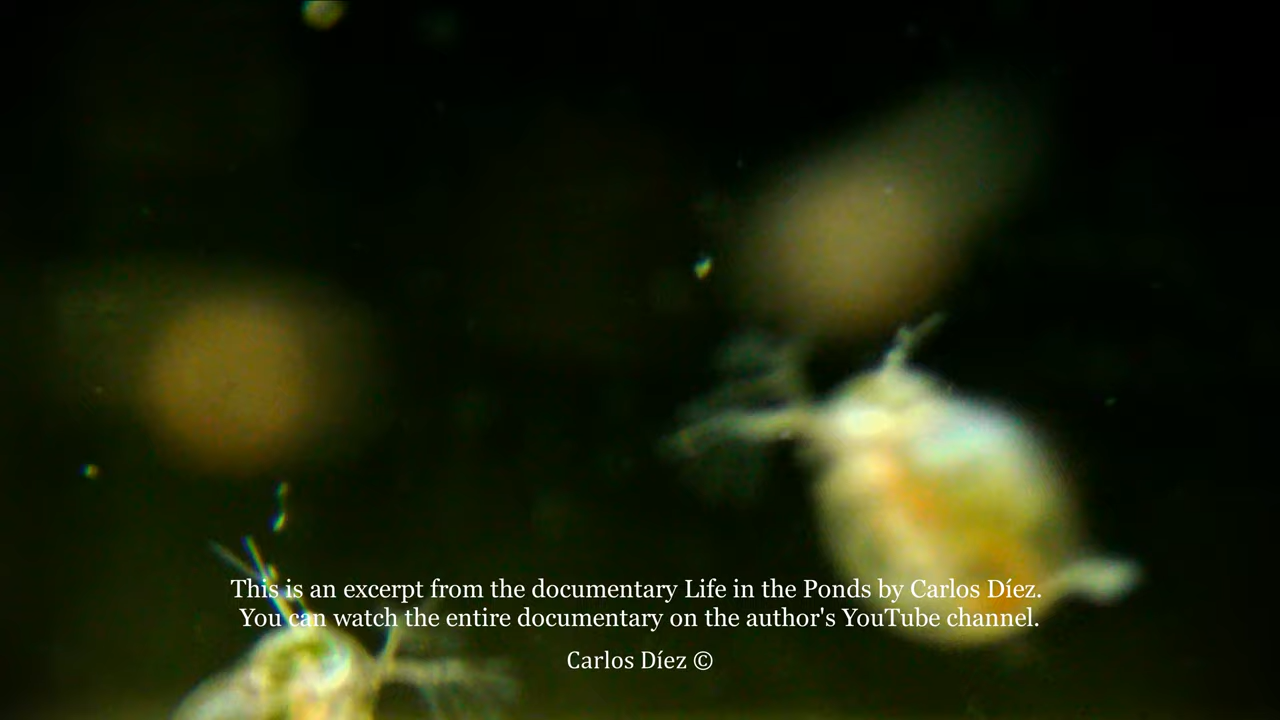 This is an excerpt from the documentary Life in the Ponds by Carlos Díez.
You can watch the entire documentary on the author's YouTube channel.
Carlos Díez ©